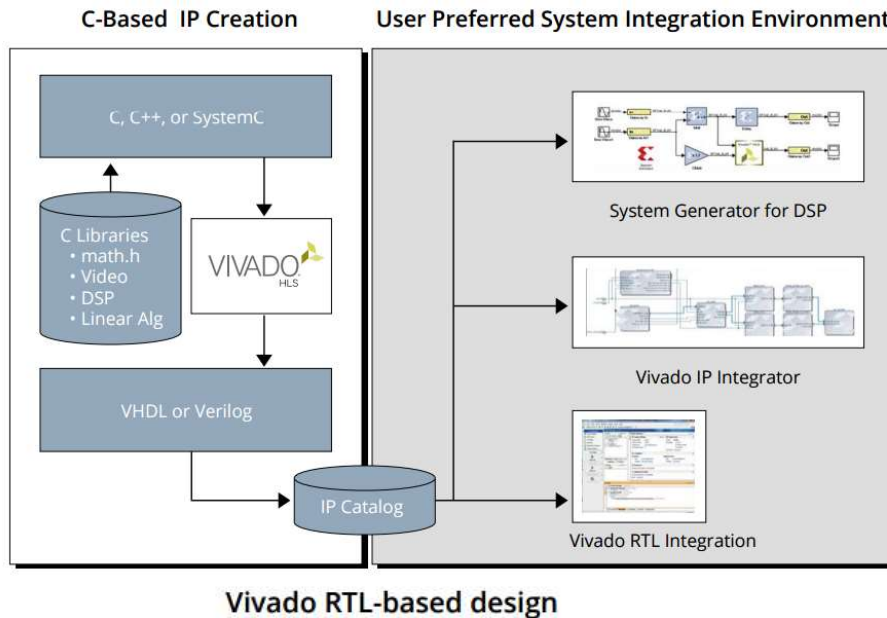 C-Based IP Creation
User Preferred System Integration Environment
C, C++, or SystemC
C Libraries
• math.h
• Video
• DSP
• Linear Alg
VIVADO
HLS
VHDL or Verilog
IP Catalog
System Generator for DSP
Vivado IP Integrator
Vivado RTL Integration
Vivado RTL-based design